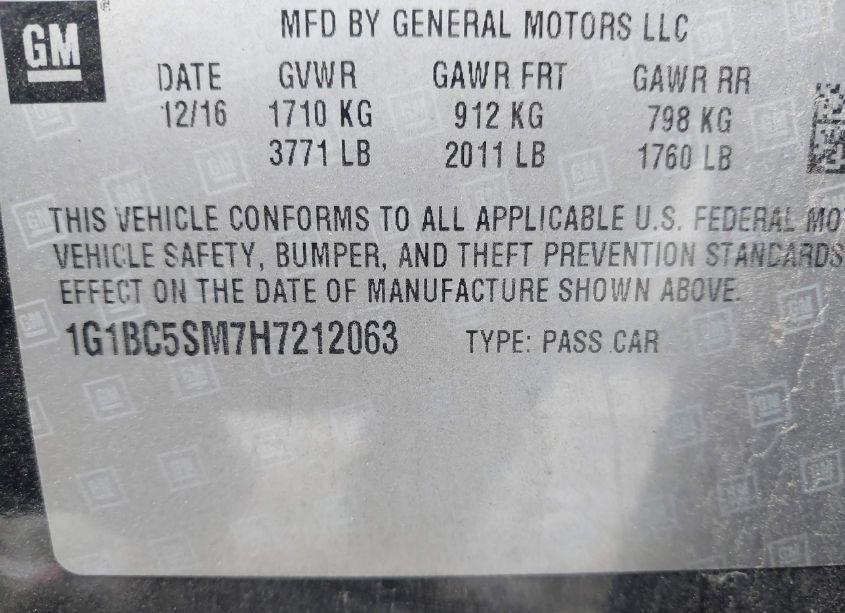 GM ®
MFD BY GENERAL MOTORS LLC
DATE GVWR GAWR FRT GAWR RR
12/16 1710 KG 912 KG 798 KG
3771 LB 2011 LB 1760 LB
THIS VEHICLE CONFORMS TO ALL APPLICABLE U.S. FEDERAL MO
VEHICLE SAFETY, BUMPER, AND THEFT PREVENTION STANDARDS
EFFECT ON THE DATE OF MANUFACTURE SHOWN ABOVE.
1G1BC5SM7H7212063 TYPE: PASS CAR